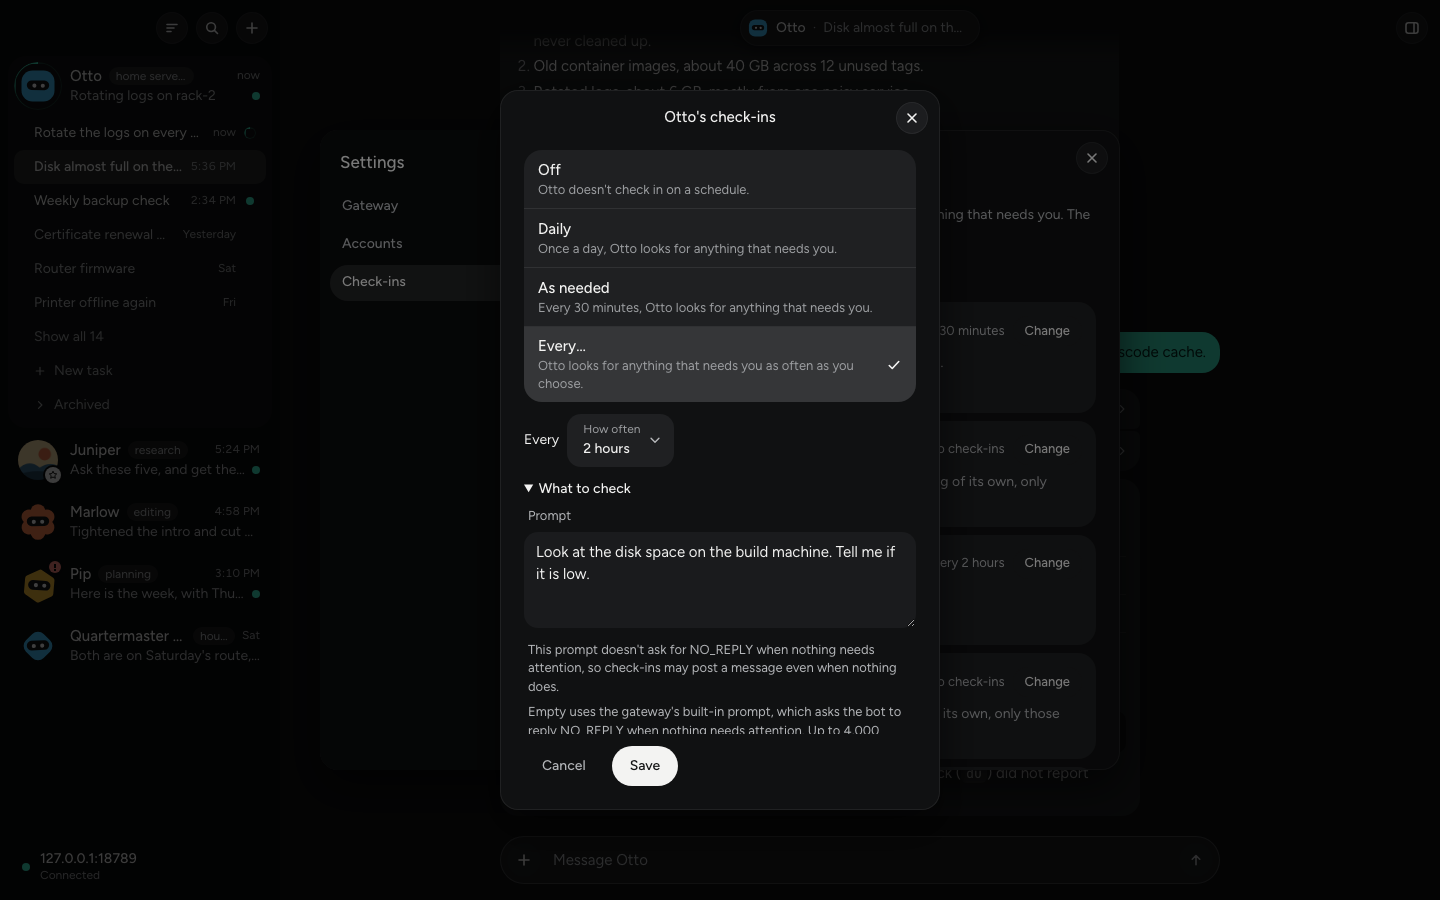 Otto · Disk almost full on th...
never cleaned up.
2. Old container images, about 40 GB across 12 unused tags.
Otto home serve... now
Rotating logs on rack-2
Rotate the logs on every ... now
Disk almost full on the... 5:36 PM
Weekly backup check 2:34 PM
Certificate renewal ... Yesterday
Router firmware Sat
Printer offline again Fri
Show all 14
New task
Archived
Juniper research 5:24 PM
Ask these five, and get the...
Marlow editing 4:58 PM
Tightened the intro and cut ...
Pip planning 3:10 PM
Here is the week, with Thu...
Quartermaster ... hou... Sat
Both are on Saturday's route,...
127.0.0.1:18789
Connected
Settings
Gateway
Accounts
Check-ins
Otto's check-ins
Off
Otto doesn't check in on a schedule.
Daily
Once a day, Otto looks for anything that needs you.
As needed
Every 30 minutes, Otto looks for anything that needs you.
Every...
Otto looks for anything that needs you as often as you
choose.
How often
Every 2 hours
What to check
Prompt
Look at the disk space on the build machine. Tell me if
it is low.
This prompt doesn't ask for NO_REPLY when nothing needs
attention, so check-ins may post a message even when nothing
does.
Empty uses the gateway's built-in prompt, which asks the bot to
reply NO_REPLY when nothing needs attention. Up to 4,000
Cancel Save
that needs you. The
30 minutes Change
check-ins Change
of its own, only
2 hours Change
check-ins Change
its own, only those
cache.
did not report
Message Otto